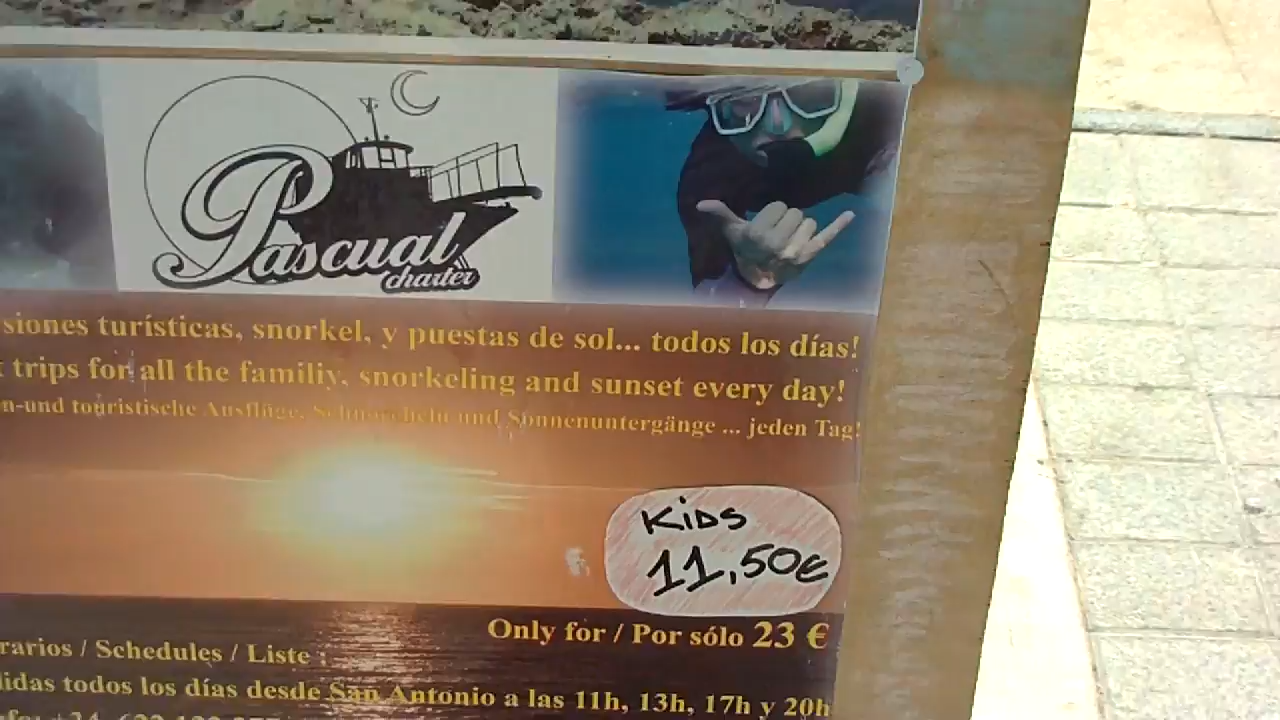 Pascual
charter
siones turísticas, snorkel, y puestas de sol... todos los días!
trips for all the familiy, snorkeling and sunset every day!
n-und touristische Ausflüge, Schnorcheln und Sonnenuntergänge ... jeden Tag!
KiDS
11,50€
Only for / Por sólo 23 €
rarios / Schedules / Liste :
lidas todos los días desde San Antonio a las 11h, 13h, 17h y 20h